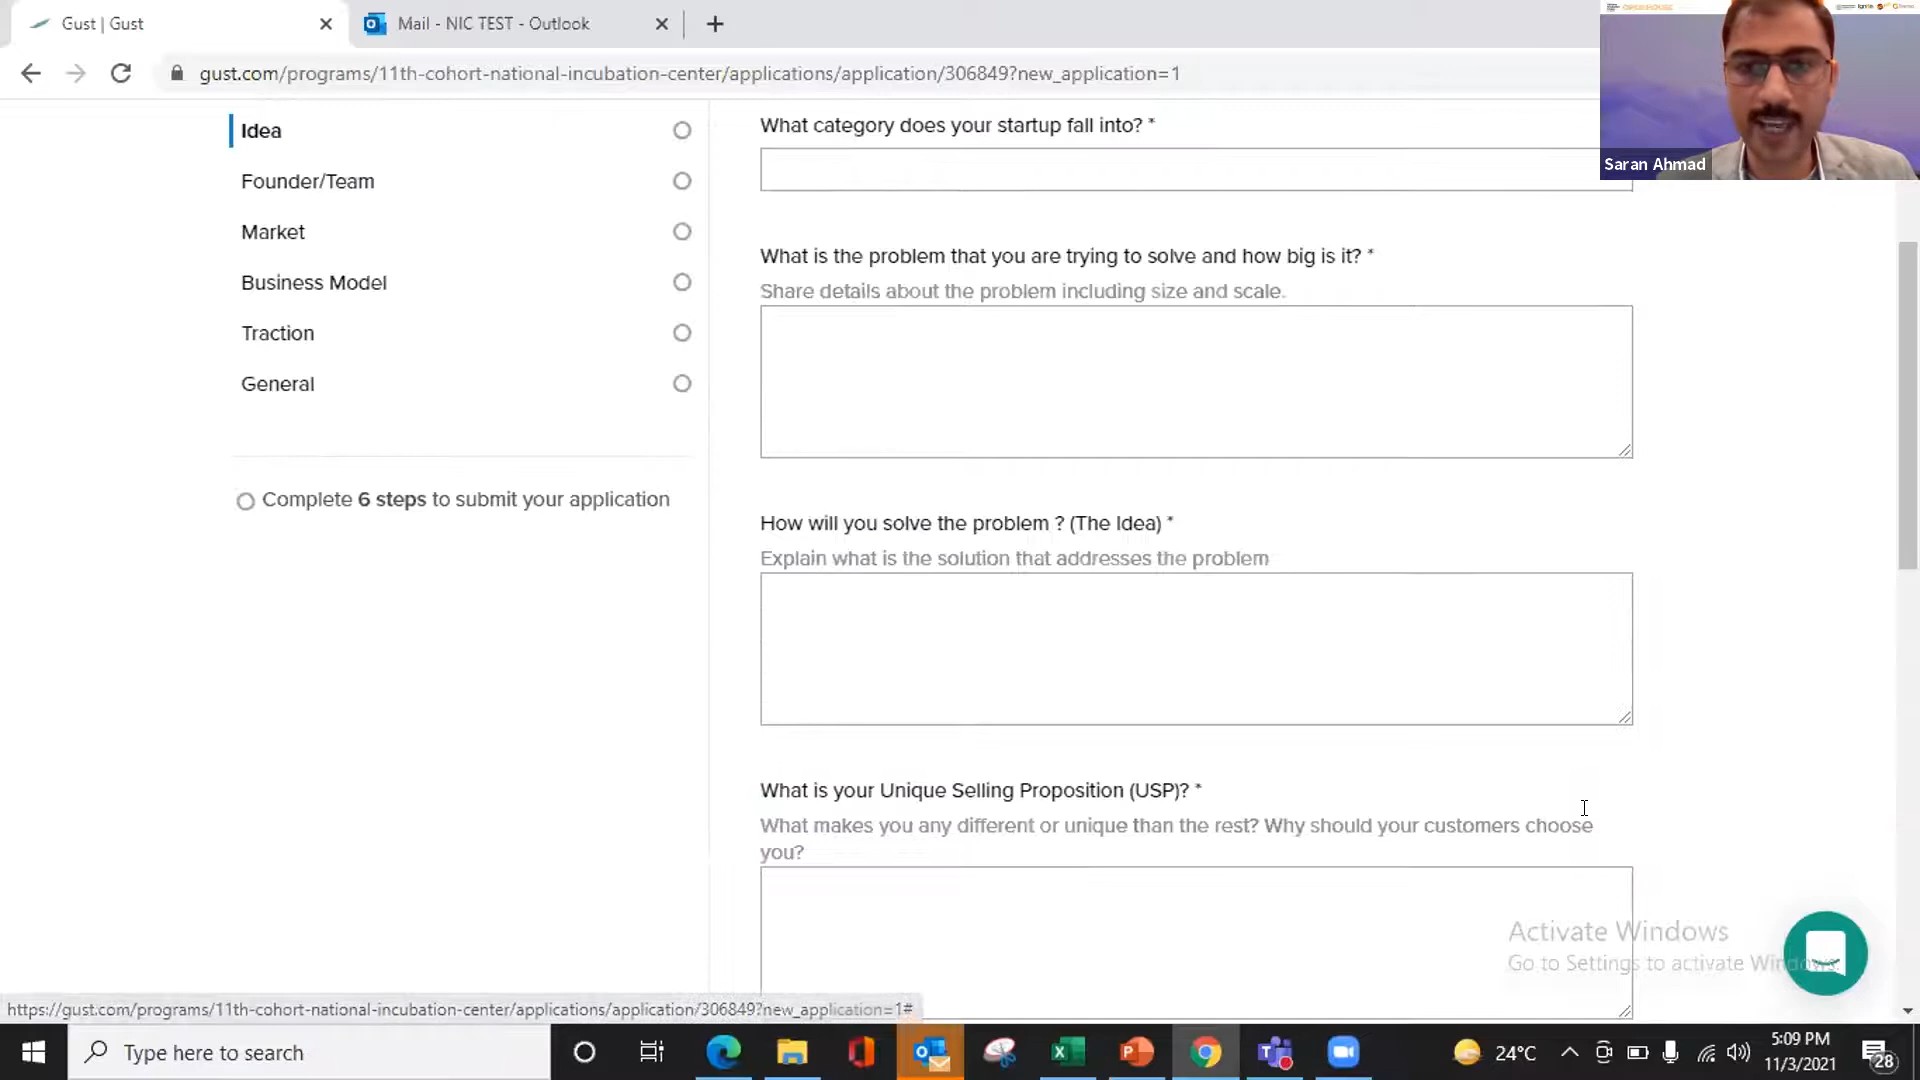 Gust | Gust
Mail - NIC TEST - Outlook
gust.com/programs/11th-cohort-national-incubation-center/applications/application/306849?new_application=1
Saran Ahmad
Idea
Founder/Team
Market
Business Model
Traction
General
Complete 6 steps to submit your application
What category does your startup fall into? *
What is the problem that you are trying to solve and how big is it? *
Share details about the problem including size and scale.
How will you solve the problem ? (The Idea) *
Explain what is the solution that addresses the problem
What is your Unique Selling Proposition (USP)? *
What makes you any different or unique than the rest? Why should your customers choose
you?
Activate Windows
Go to Settings to activate Windows.
https://gust.com/programs/11th-cohort-national-incubation-center/applications/application/306849?new_application=1#
Type here to search
24°C
5:09 PM
11/3/2021
28